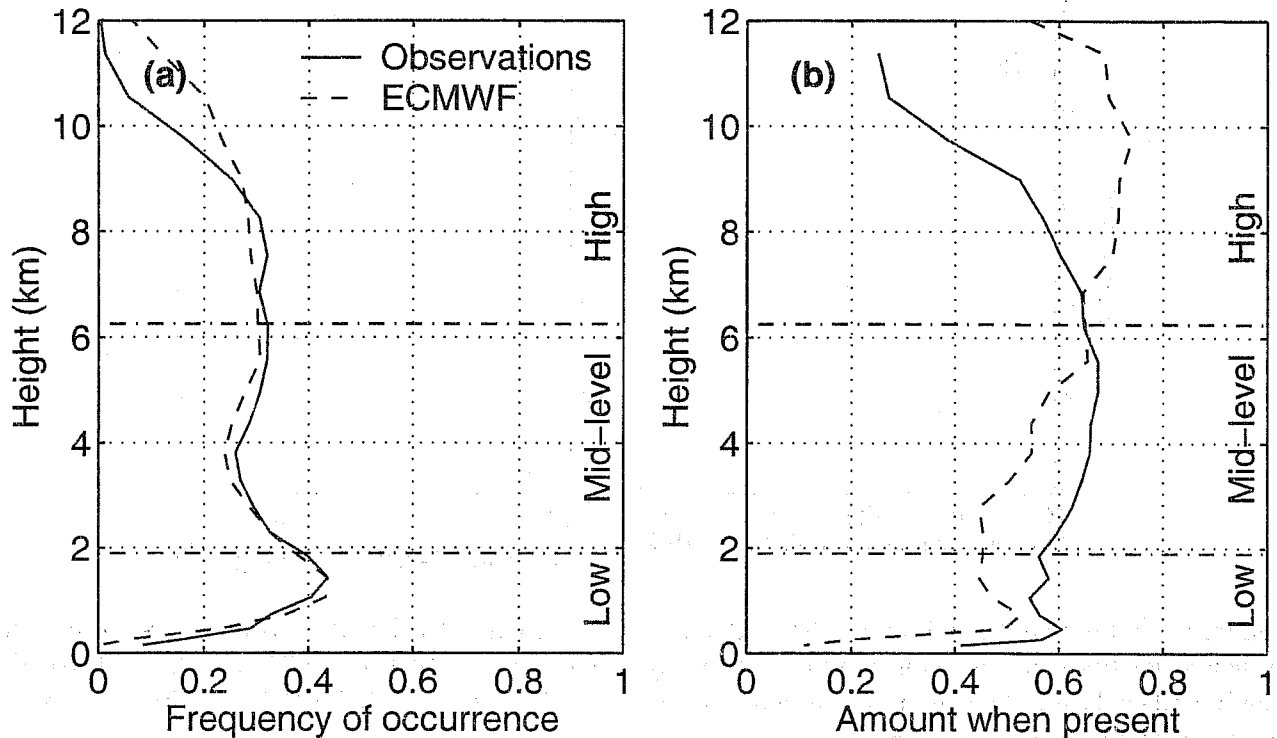 12
10
8
6
4
2
0
Height (km)
(a)
Observations
ECMWF
High
Mid-level
Low
0
0.2
0.4
0.6
0.8
1
Frequency of occurrence
12
10
8
6
4
2
0
Height (km)
(b)
High
Mid-level
Low
0
0.2
0.4
0.6
0.8
1
Amount when present